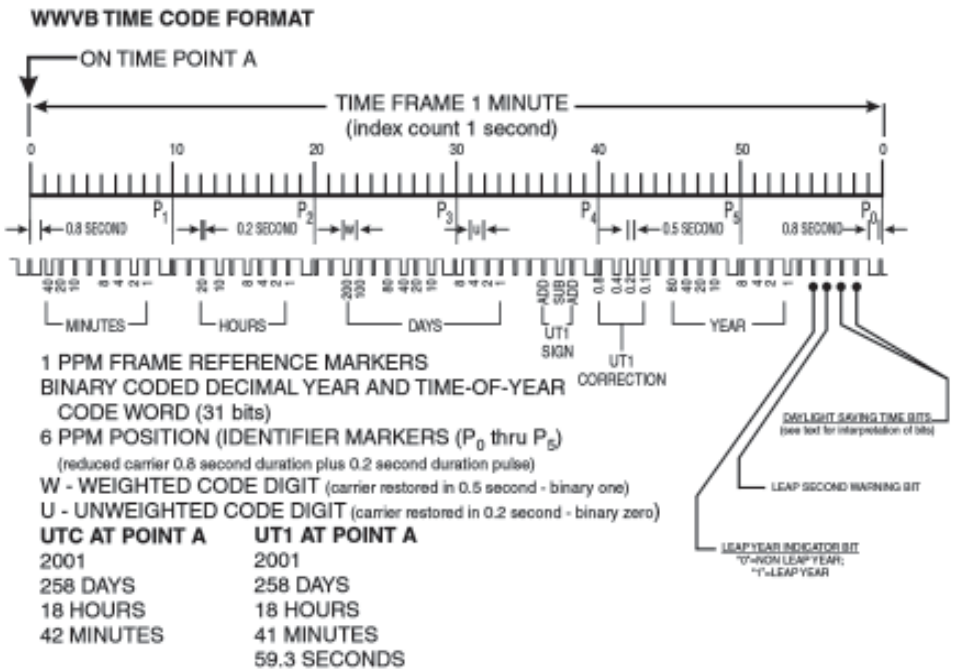 WWVB TIME CODE FORMAT
ON TIME POINT A
TIME FRAME 1 MINUTE
(index count 1 second)
0 10 20 30 40 50 0
P1 P2 P3 P4 P5 P0
0.8 SECOND 0.2 SECOND w u 0.5 SECOND 0.8 SECOND
40 20 10 8 4 2 1 20 10 8 4 2 1 200 100 80 40 20 10 8 4 2 1 ADD SUB ADD 0.8 0.4 0.2 0.1 80 40 20 10 8 4 2 1
MINUTES HOURS DAYS UT1 SIGN UT1 CORRECTION YEAR
1 PPM FRAME REFERENCE MARKERS
BINARY CODED DECIMAL YEAR AND TIME-OF-YEAR
CODE WORD (31 bits)
6 PPM POSITION (IDENTIFIER MARKERS (P0 thru P5)
(reduced carrier 0.8 second duration plus 0.2 second duration pulse)
W - WEIGHTED CODE DIGIT (carrier restored in 0.5 second - binary one)
U - UNWEIGHTED CODE DIGIT (carrier restored in 0.2 second - binary zero)
UTC AT POINT A
2001
258 DAYS
18 HOURS
42 MINUTES
UT1 AT POINT A
2001
258 DAYS
18 HOURS
41 MINUTES
59.3 SECONDS
DAYLIGHT SAVING TIME BITS
(see text for interpretation of bits)
LEAP SECOND WARNING BIT
LEAP YEAR INDICATOR BIT
"0"=NON LEAP YEAR;
"1"=LEAP YEAR